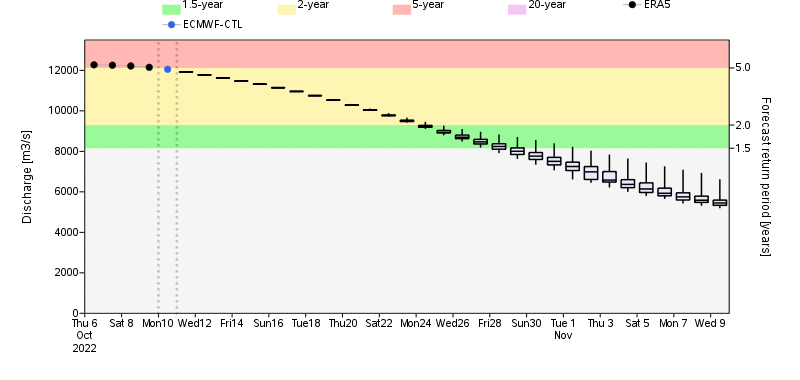 1.5-year 2-year 5-year 20-year ERA5
ECMWF-CTL
12000
10000
8000
6000
4000
2000
0
Discharge [m3/s]
5.0
2.0
1.5
Forecast return period [years]
Thu 6 Sat 8 Mon10 Wed12 Fri14 Sun16 Tue18 Thu20 Sat22 Mon24 Wed26 Fri28 Sun30 Tue 1 Thu 3 Sat 5 Mon 7 Wed 9
Oct Nov
2022